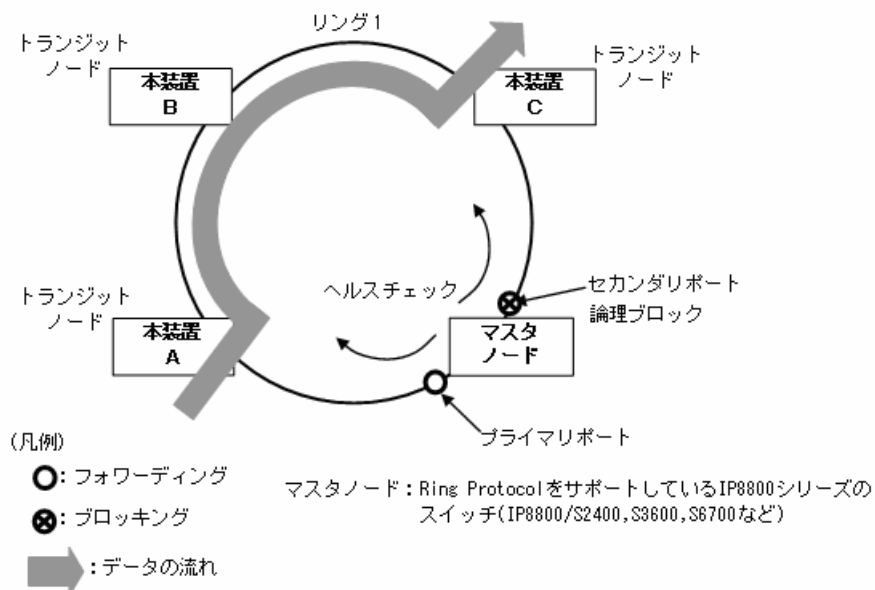 リング1
トランジット
ノード
本装置
B
トランジット
ノード
本装置
C
トランジット
ノード
本装置
A
ヘルスチェック
セカンダリポート
論理ブロック
マスタ
ノード
プライマリポート
(凡例)
:フォワーディング
:ブロッキング
:データの流れ
マスタノード:Ring ProtocolをサポートしているIP8800シリーズの
スイッチ(IP8800/S2400,S3600,S6700など)